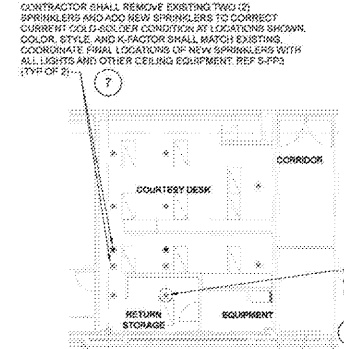 CONTRACTOR SHALL REMOVE EXISTING TWO (2)
SPRINKLERS AND ADD NEW SPRINKLERS TO CORRECT
CURRENT COLD-SOLDER CONDITION AT LOCATIONS SHOWN.
COLOR, STYLE, AND K-FACTOR SHALL MATCH EXISTING.
COORDINATE FINAL LOCATIONS OF NEW SPRINKLERS WITH
ALL LIGHTS AND OTHER CEILING EQUIPMENT. REF 5-FP3
(TYP OF 2)
7
CORRIDOR
COURTESY DESK
RETURN
STORAGE
EQUIPMENT